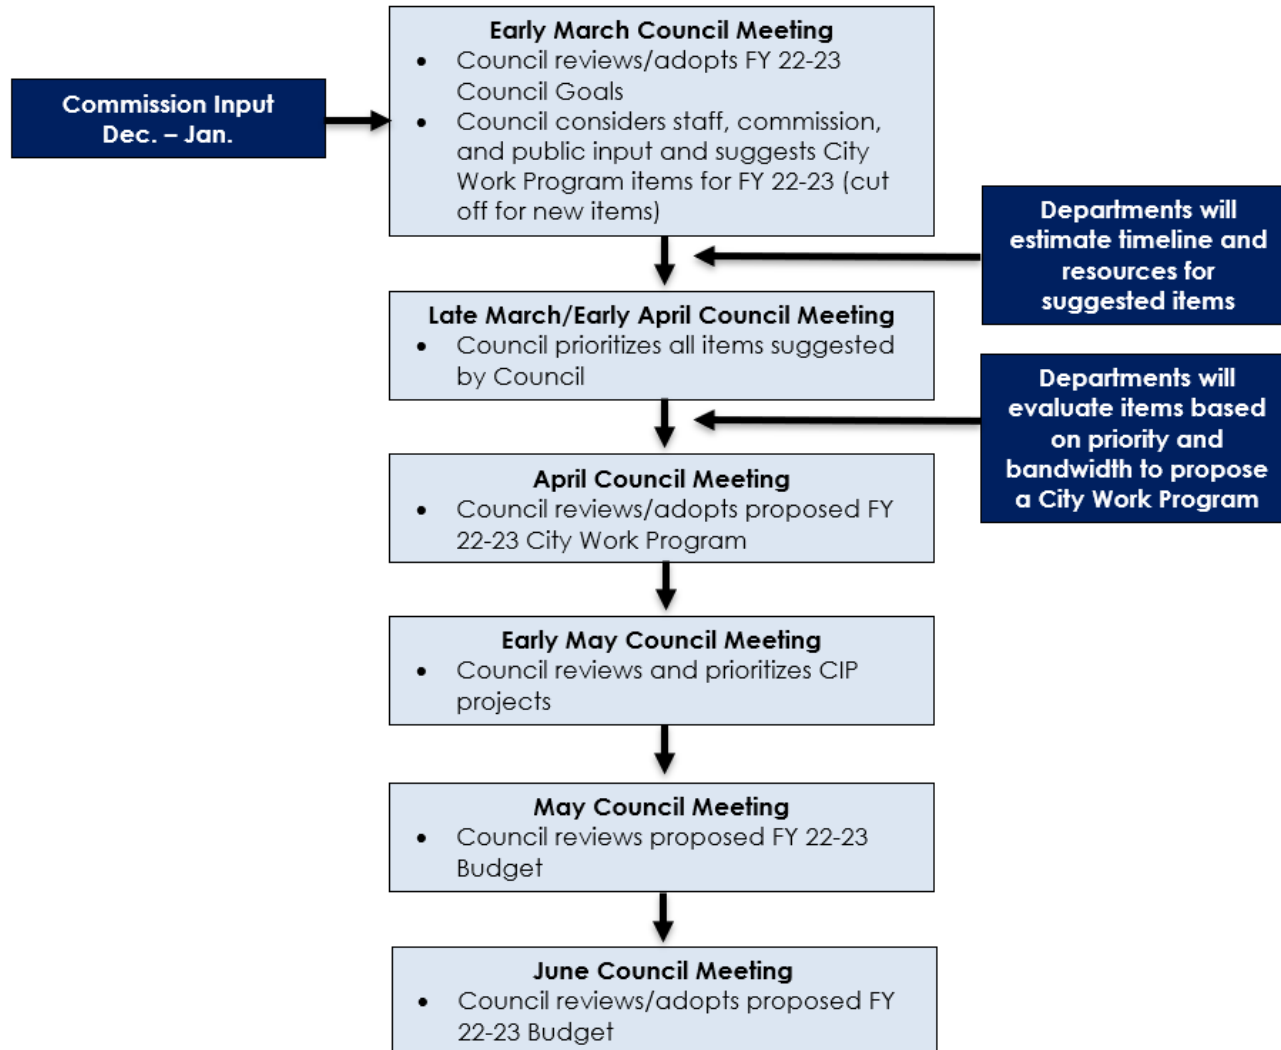 Early March Council Meeting
• Council reviews/adopts FY 22-23
Council Goals
• Council considers staff, commission,
and public input and suggests City
Work Program items for FY 22-23 (cut
off for new items)
Commission Input
Dec. – Jan.
Departments will
estimate timeline and
resources for
suggested items
Late March/Early April Council Meeting
• Council prioritizes all items suggested
by Council
Departments will
evaluate items based
on priority and
bandwidth to propose
a City Work Program
April Council Meeting
• Council reviews/adopts proposed FY
22-23 City Work Program
Early May Council Meeting
• Council reviews and prioritizes CIP
projects
May Council Meeting
• Council reviews proposed FY 22-23
Budget
June Council Meeting
• Council reviews/adopts proposed FY
22-23 Budget